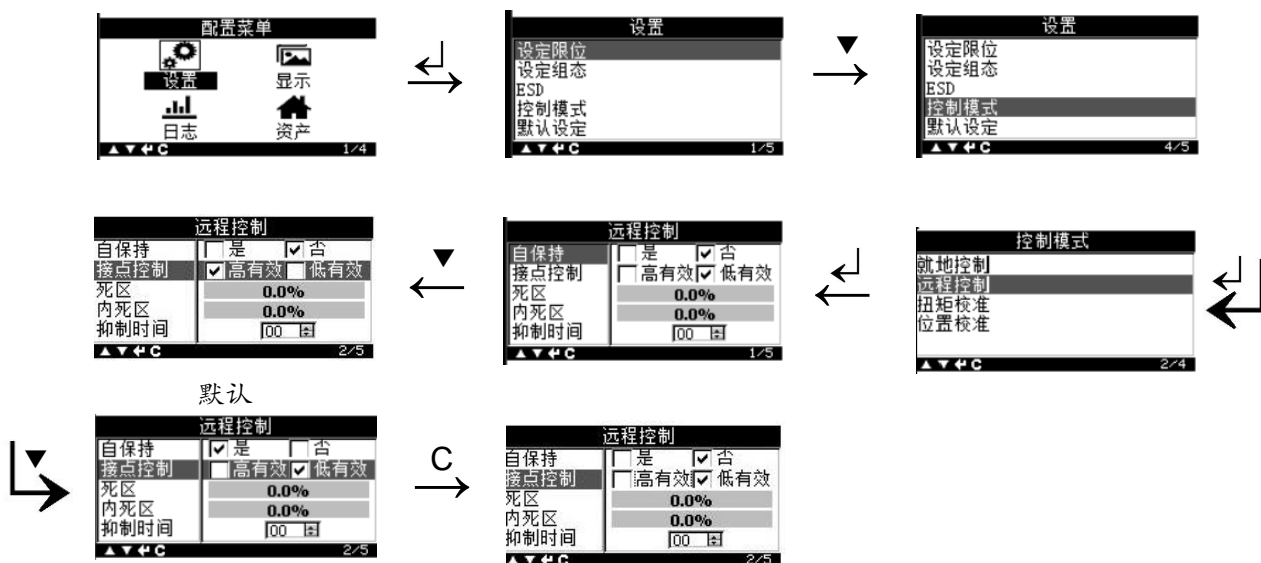 配置菜单
设置
显示
日志
资产
▲▼↵C 1/4
设置
设定限位
设定组态
ESD
控制模式
默认设定
▲▼↵C 1/5
▼
设置
设定限位
设定组态
ESD
控制模式
默认设定
▲▼↵C 4/5
远程控制
自保持 是 否
接点控制 高有效 低有效
死区 0.0%
内死区 0.0%
抑制时间 00
▲▼↵C 2/5
▼
远程控制
自保持 是 否
接点控制 高有效 低有效
死区 0.0%
内死区 0.0%
抑制时间 00
▲▼↵C 1/5
控制模式
就地控制
远程控制
扭矩校准
位置校准
▲▼↵C 2/4
默认
▼
远程控制
自保持 是 否
接点控制 高有效 低有效
死区 0.0%
内死区 0.0%
抑制时间 00
▲▼↵C 2/5
C
远程控制
自保持 是 否
接点控制 高有效 低有效
死区 0.0%
内死区 0.0%
抑制时间 00
▲▼↵C 2/5